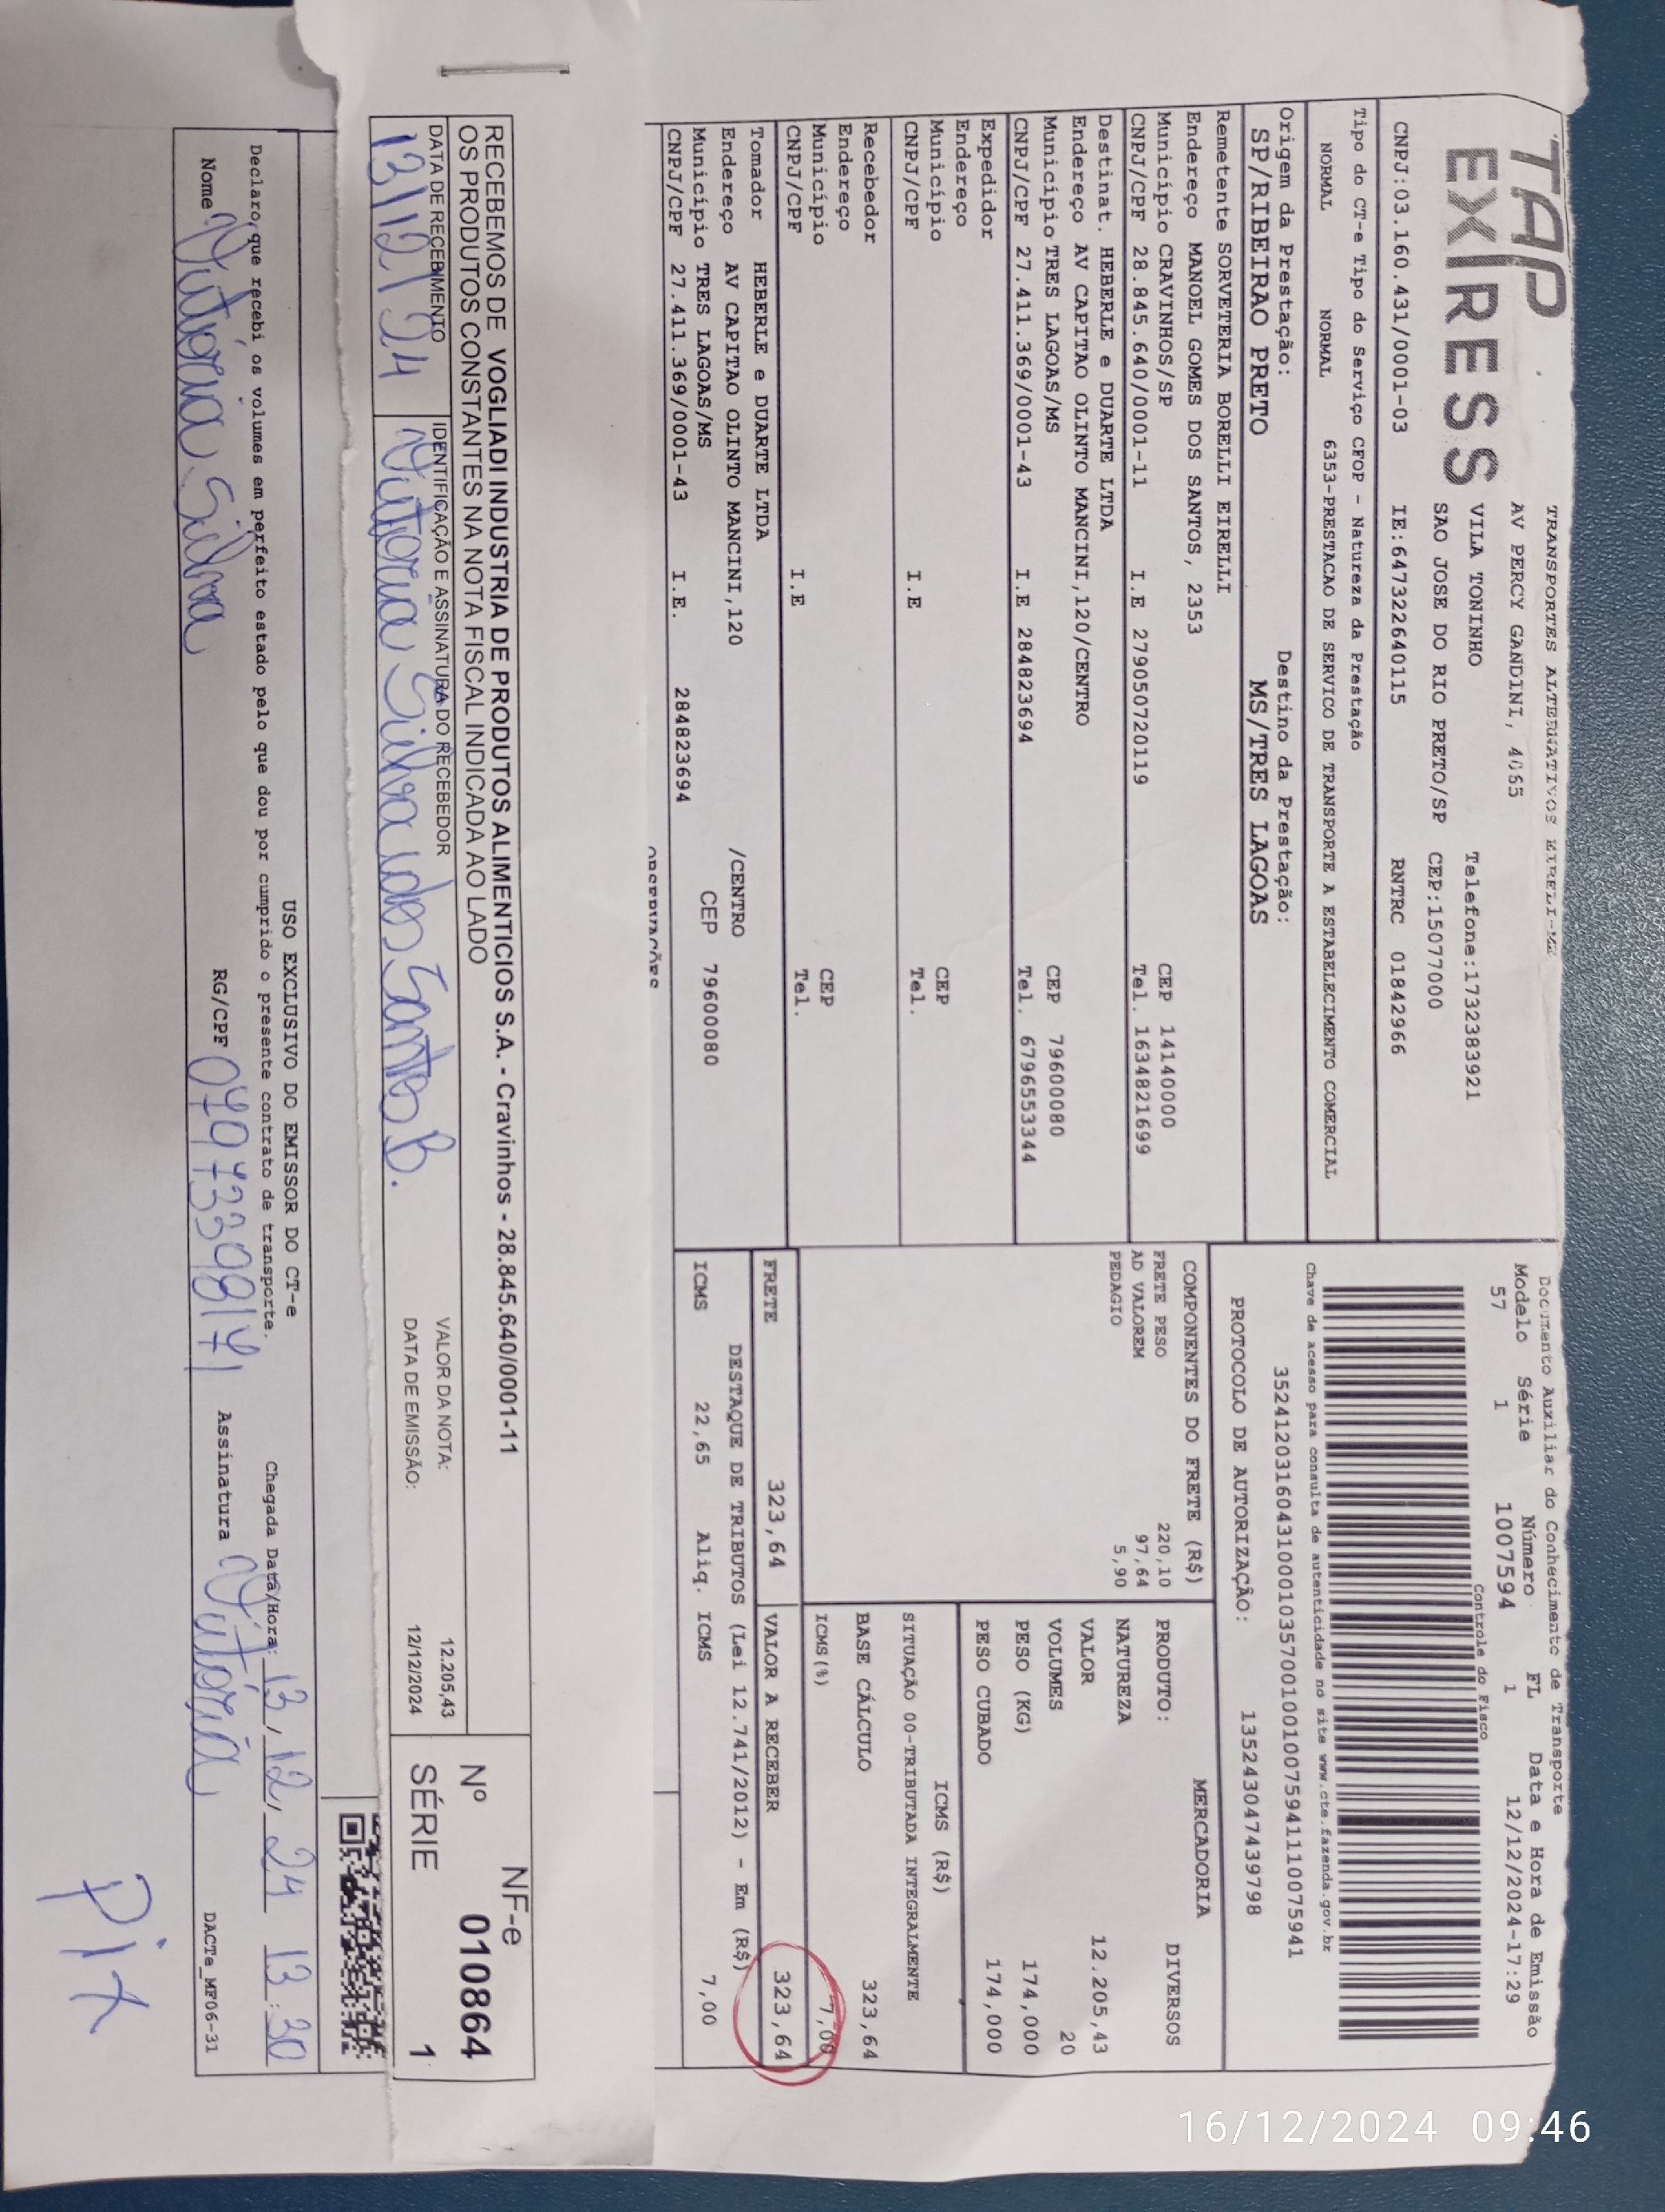 TAP
EXPRESS
TRANSPORTES ALTERNATIVOS EIRELI-ME
AV PERCY GANDINI, 4065
VILA TONINHO Telefone:1732383921
SAO JOSE DO RIO PRETO/SP CEP:15077000
CNPJ:03.160.431/0001-03 IE:647322640115 RNTRC 01842966
Documento Auxiliar do Conhecimento de Transporte
Modelo Série Número FL Data e Hora de Emissão
57 1 1007594 1 12/12/2024-17:29
Controle do Fisco
Chave de acesso para consulta de autenticidade no site www.cte.fazenda.gov.br
35241203160431000103570010010075941110075941
PROTOCOLO DE AUTORIZAÇÃO: 135243047439798
Tipo do CT-e Tipo do Serviço CFOP - Natureza da Prestação
NORMAL NORMAL 6353-PRESTACAO DE SERVICO DE TRANSPORTE A ESTABELECIMENTO COMERCIAL
Origem da Prestação: Destino da Prestação:
SP/RIBEIRAO PRETO MS/TRES LAGOAS
Remetente SORVETERIA BORELLI EIRELLI
Endereço MANOEL GOMES DOS SANTOS, 2353
Município CRAVINHOS/SP CEP 14140000
CNPJ/CPF 28.845.640/0001-11 I.E 279050720119 Tel. 1634821699
Destinat. HEBERLE e DUARTE LTDA
Endereço AV CAPITAO OLINTO MANCINI,120/CENTRO
Município TRES LAGOAS/MS CEP 79600080
CNPJ/CPF 27.411.369/0001-43 I.E 284823694 Tel. 6796553344
Expedidor
Endereço
Município CEP
CNPJ/CPF I.E Tel.
Recebedor
Endereço
Município CEP
CNPJ/CPF I.E Tel.
Tomador HEBERLE e DUARTE LTDA
Endereço AV CAPITAO OLINTO MANCINI,120 /CENTRO
Município TRES LAGOAS/MS CEP 79600080
CNPJ/CPF 27.411.369/0001-43 I.E. 284823694
COMPONENTES DO FRETE (R$)
FRETE PESO 220,10
AD VALOREM 97,64
PEDAGIO 5,90
MERCADORIA
PRODUTO: DIVERSOS
NATUREZA
VALOR 12.205,43
VOLUMES 20
PESO (KG) 174,000
PESO CUBADO 174,000
ICMS (R$)
SITUAÇÃO 00-TRIBUTADA INTEGRALMENTE
BASE CÁLCULO 323,64
ICMS(%) 7,00
FRETE 323,64 VALOR A RECEBER 323,64
DESTAQUE DE TRIBUTOS (Lei 12.741/2012) - Em (R$)
ICMS 22,65 Aliq. ICMS 7,00
OBSERVAÇÕES
RECEBEMOS DE VOGLIADI INDUSTRIA DE PRODUTOS ALIMENTICIOS S.A. - Cravinhos - 28.845.640/0001-11
OS PRODUTOS CONSTANTES NA NOTA FISCAL INDICADA AO LADO
DATA DE RECEBIMENTO IDENTIFICAÇÃO E ASSINATURA DO RECEBEDOR
13/12/24 Vitória Silva dos Santos B.
VALOR DA NOTA: 12.205,43
DATA DE EMISSÃO: 12/12/2024
NF-e
Nº 010864
SÉRIE 1
USO EXCLUSIVO DO EMISSOR DO CT-e
Declaro que recebi os volumes em perfeito estado pelo que dou por cumprido o presente contrato de transporte.
Chegada Data/Hora: 13/12/24 13:30
Nome Vitória Silva RG/CPF 07973398171 Assinatura Vitória
DACTe_MF06-31
Pix
16/12/2024 09:46